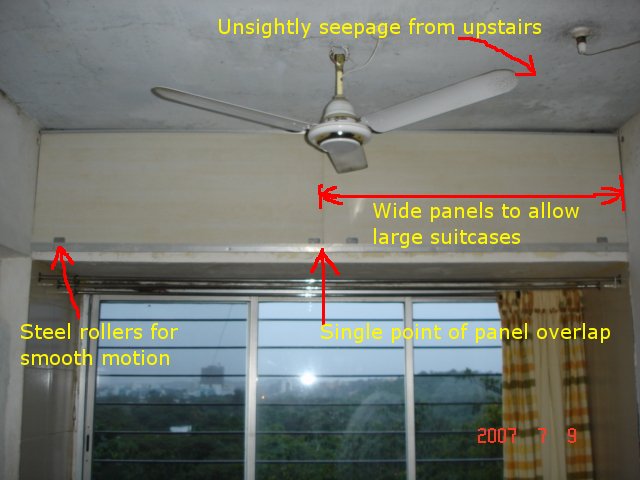 Unsightly seepage from upstairs
Wide panels to allow
large suitcases
Steel rollers for
smooth motion
Single point of panel overlap
2007 7 9